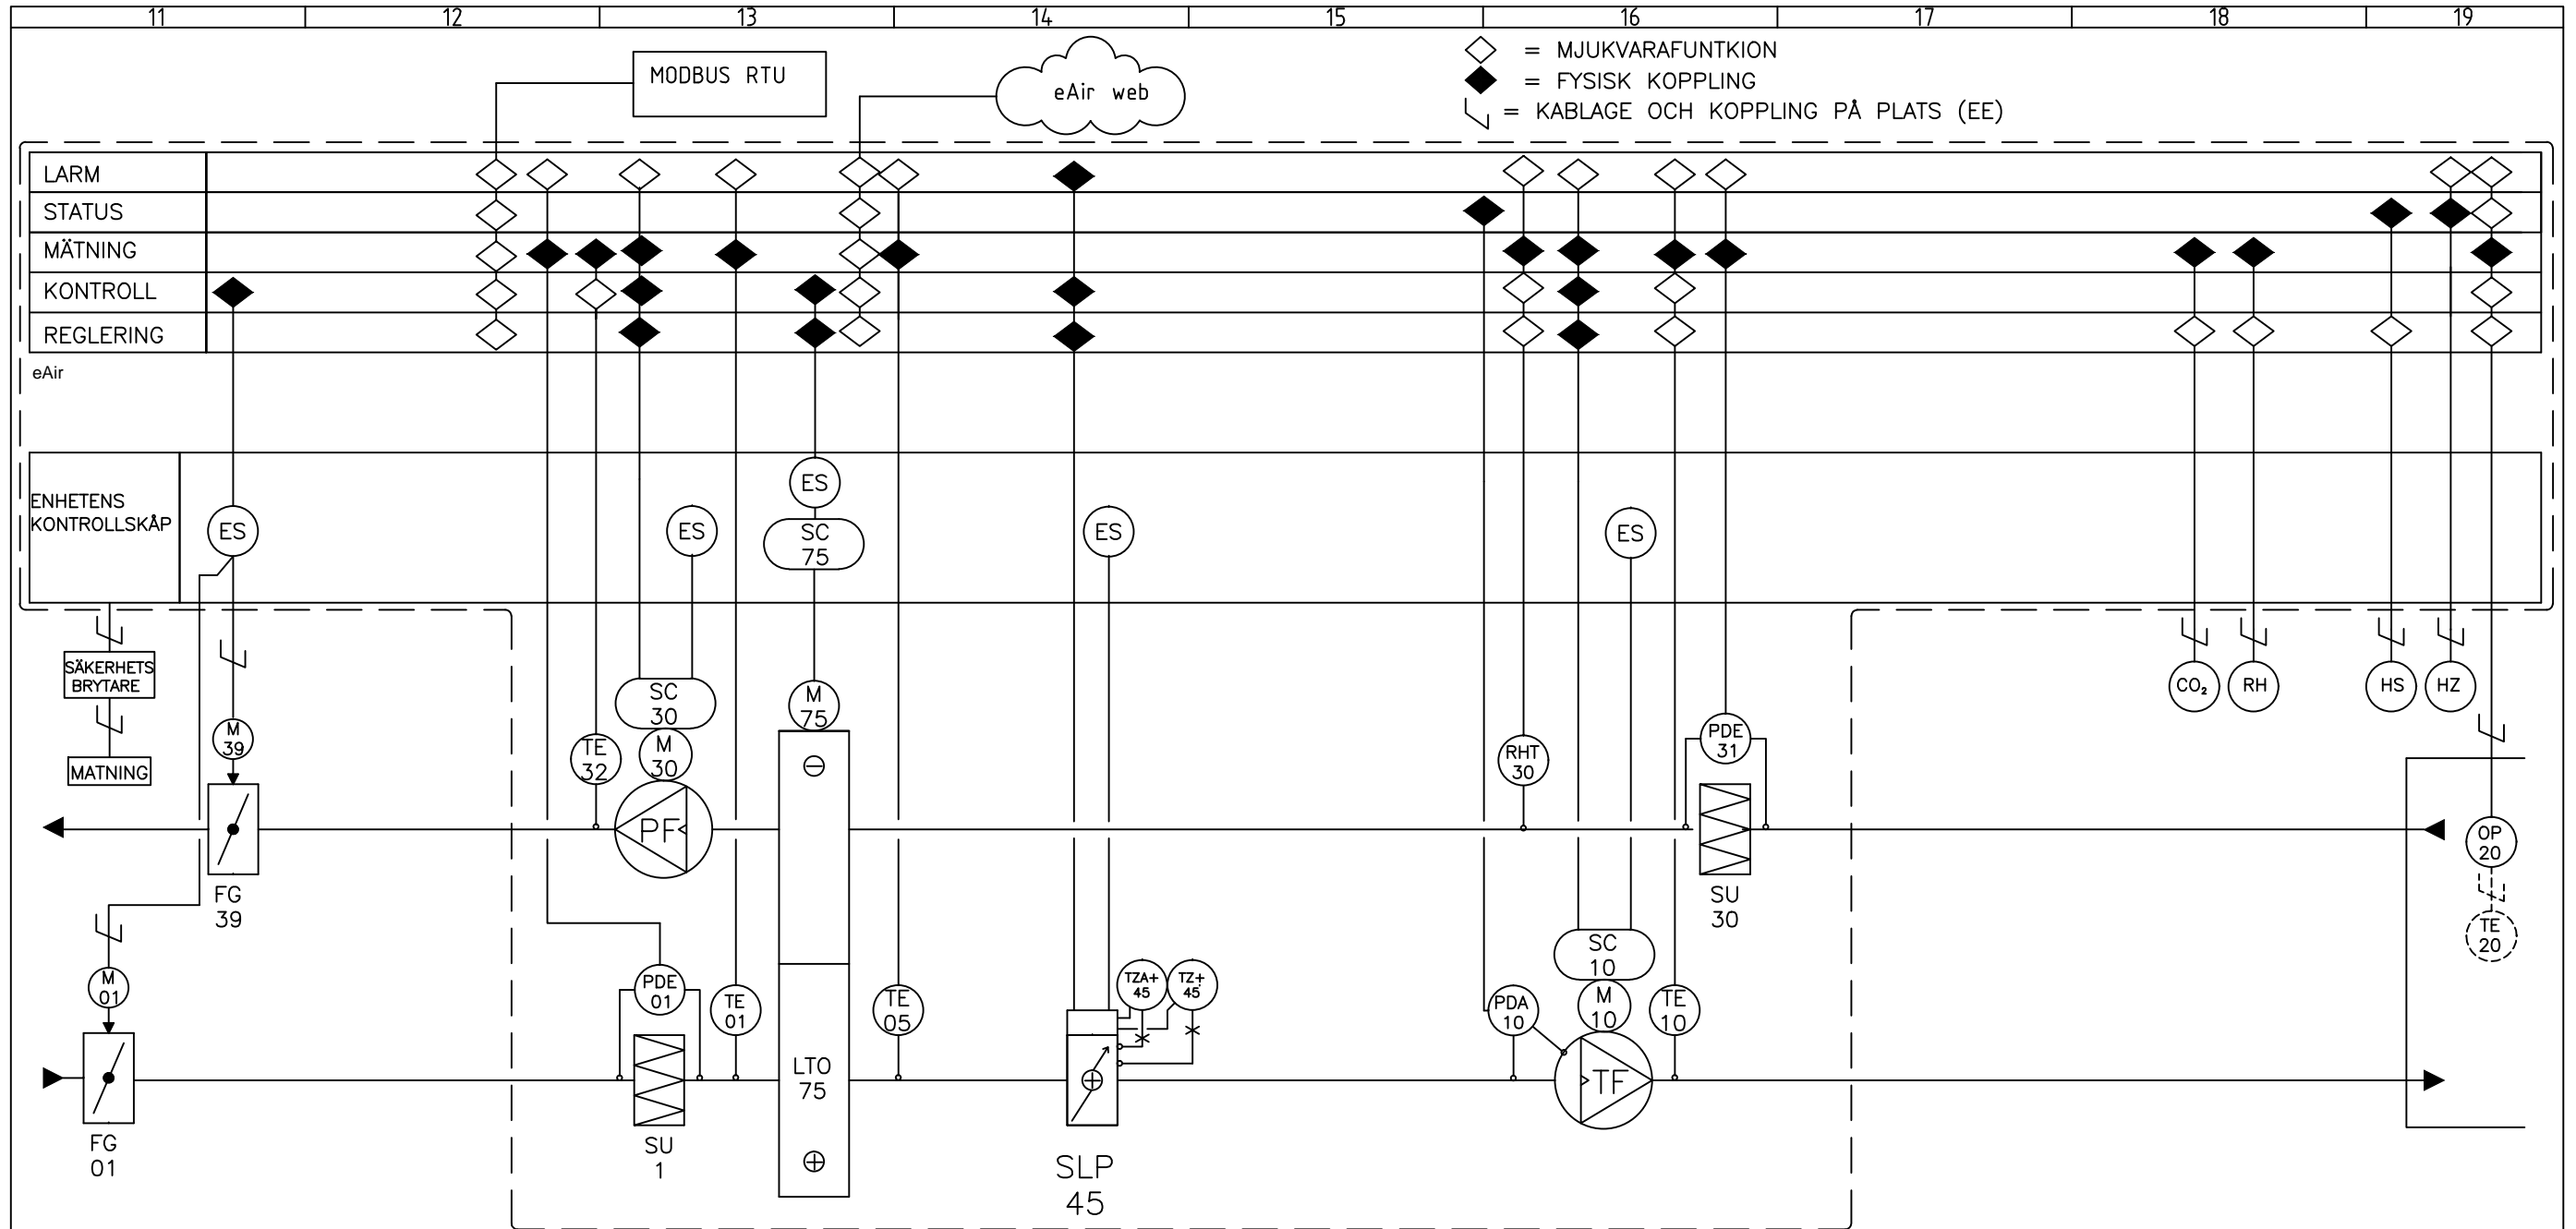 11 12 13 14 15 16 17 18 19
MODBUS RTU
eAir web
= MJUKVARAFUNTKION
= FYSISK KOPPLING
= KABLAGE OCH KOPPLING PÅ PLATS (EE)
LARM
STATUS
MÄTNING
KONTROLL
REGLERING
eAir
ENHETENS
KONTROLLSKÅP
ES
ES
ES
SC
75
ES
ES
SÄKERHETS
BRYTARE
MATNING
M
39
FG
39
M
01
FG
01
TE
32
SC
30
M
30
PF
M
75
LTO
75
PDE
01
SU
1
TE
01
TE
05
TZA+
45
TZ+
45
SLP
45
RHT
30
PDE
31
SU
30
PDA
10
SC
10
M
10
TF
TE
10
CO₂
RH
HS
HZ
OP
20
TE
20